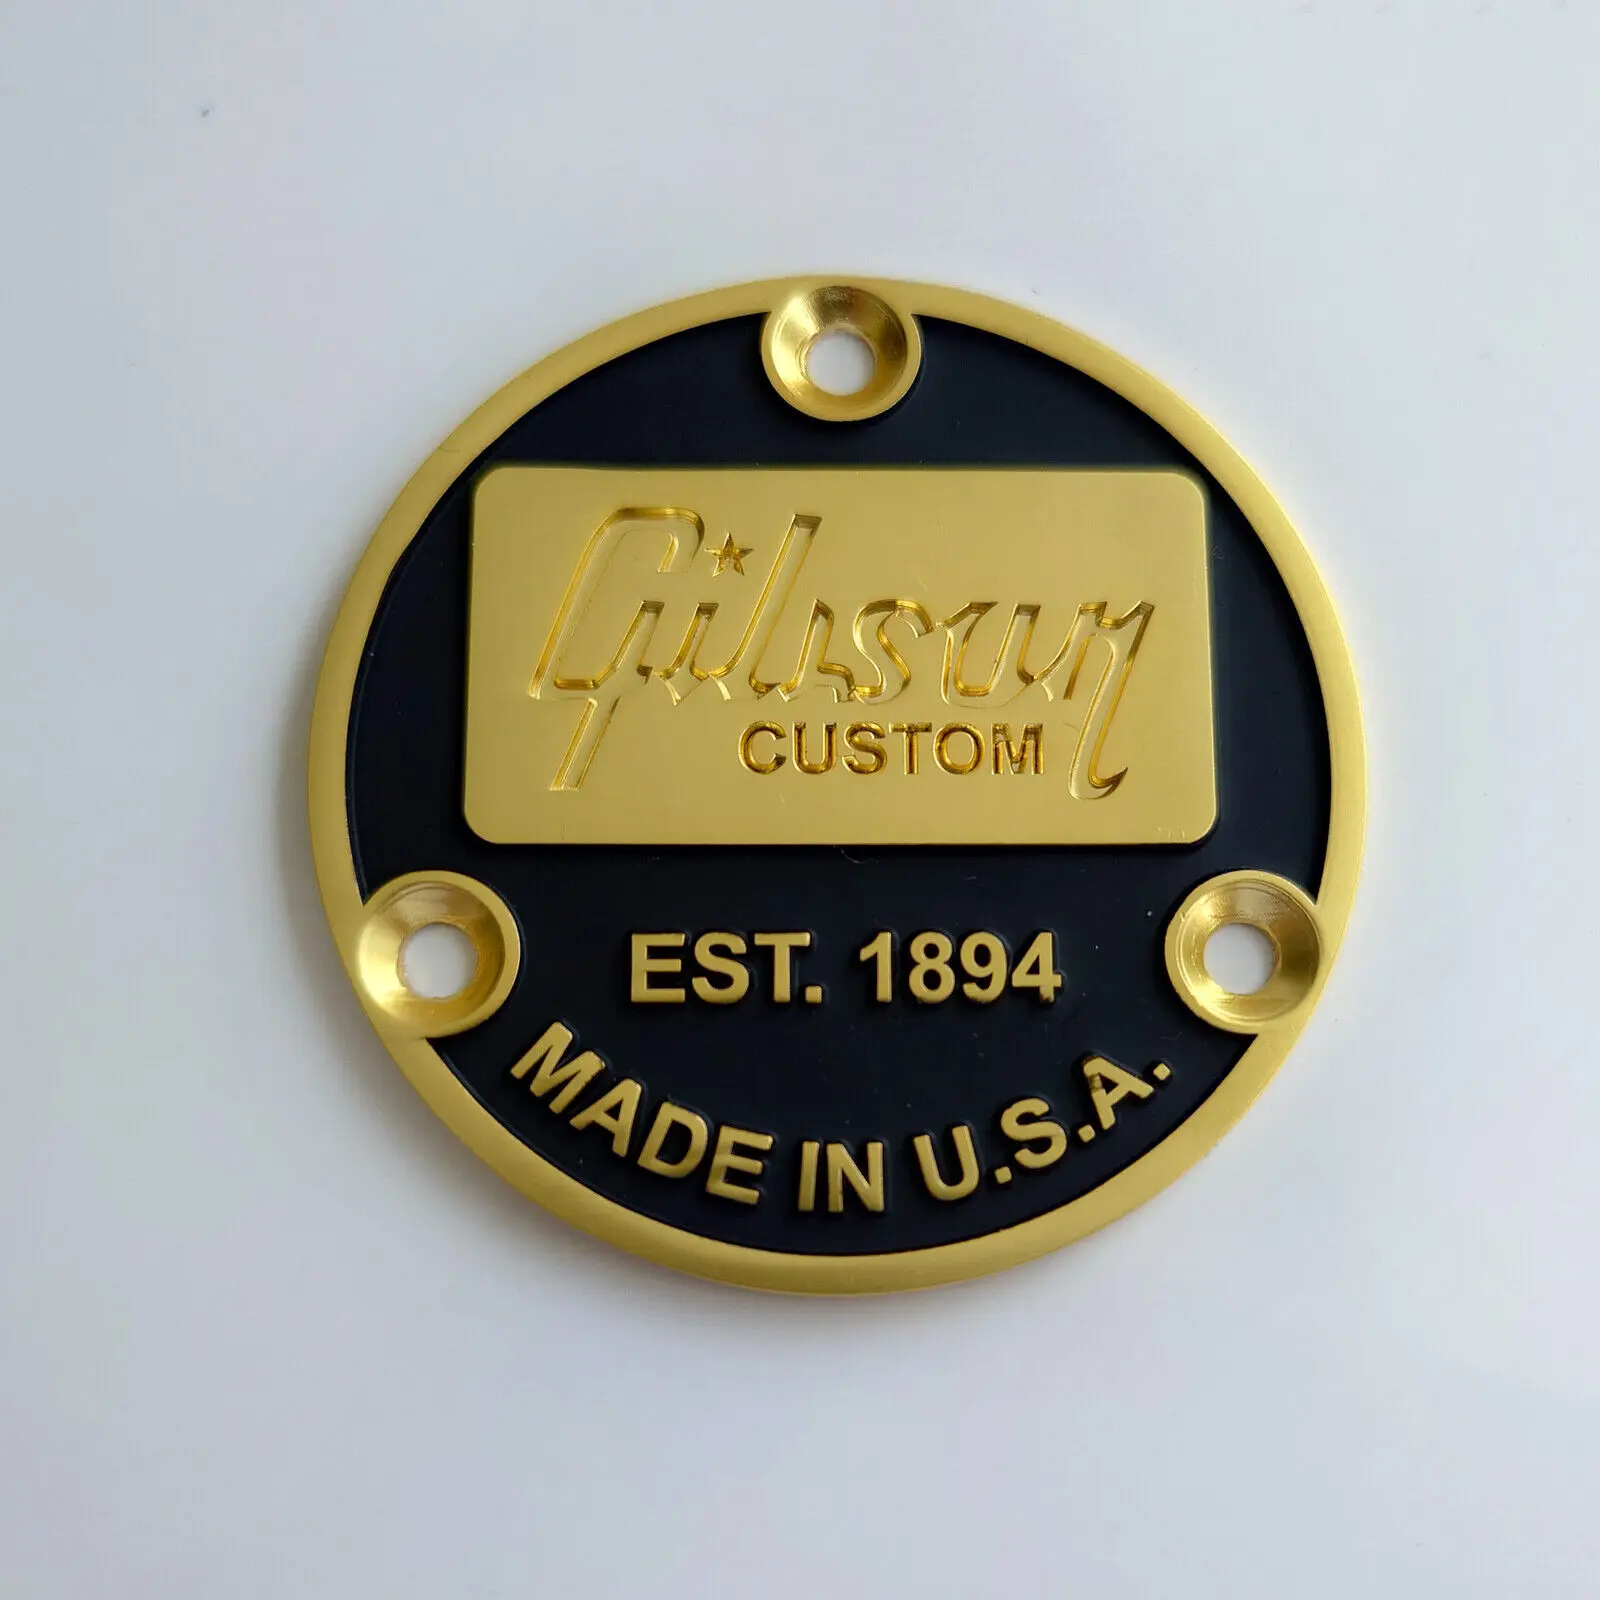 Gibson
CUSTOM
EST. 1894
MADE IN U.S.A.